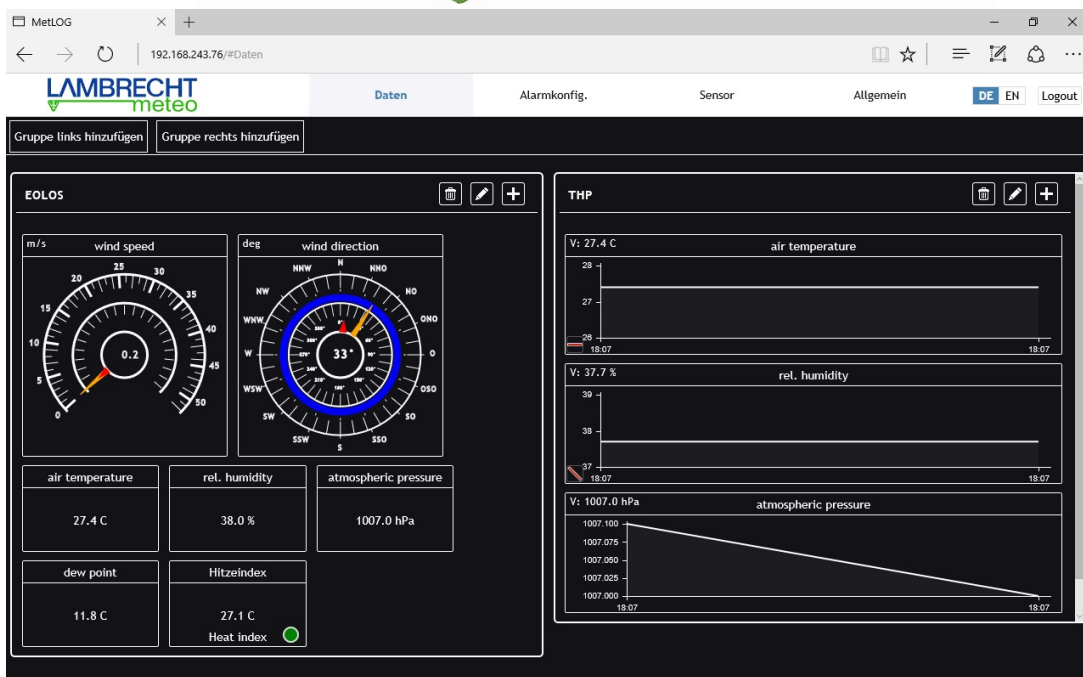 MetLOG
192.168.243.76/#Daten
LAMBRECHT
meteo
Daten
Alarmkonfig.
Sensor
Allgemein
DE EN
Logout
Gruppe links hinzufügen
Gruppe rechts hinzufügen
EOLOS
m/s wind speed
0
5
10
15
20
25
30
35
40
45
50
0.2
deg wind direction
N
NNO
NO
ONO
O
OSO
SO
SSO
S
SSW
SW
WSW
W
WNW
NW
NNW
33°
air temperature
27.4 C
rel. humidity
38.0 %
atmospheric pressure
1007.0 hPa
dew point
11.8 C
Hitzeindex
27.1 C
Heat index
THP
V: 27.4 C
air temperature
28
27
26
18:07
18:07
V: 37.7 %
rel. humidity
39
38
37
18:07
18:07
V: 1007.0 hPa
atmospheric pressure
1007.100
1007.075
1007.050
1007.025
1007.000
18:07
18:07